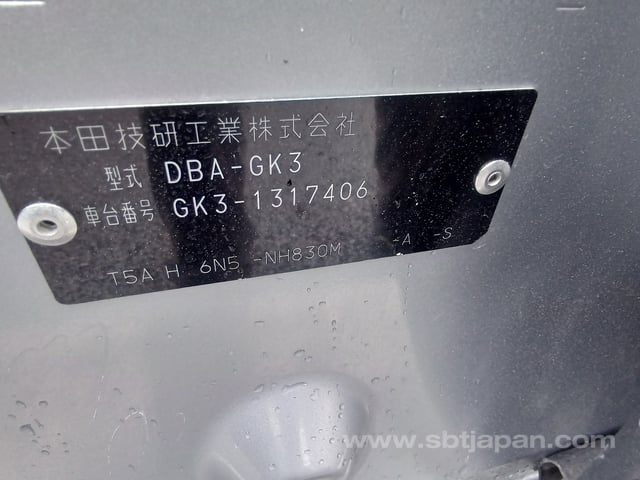 本田技研工業株式会社
型式 DBA-GK3
車台番号 GK3-1317406
T5A H 6N5 -NH830M -A -S
www.sbtjapan.com